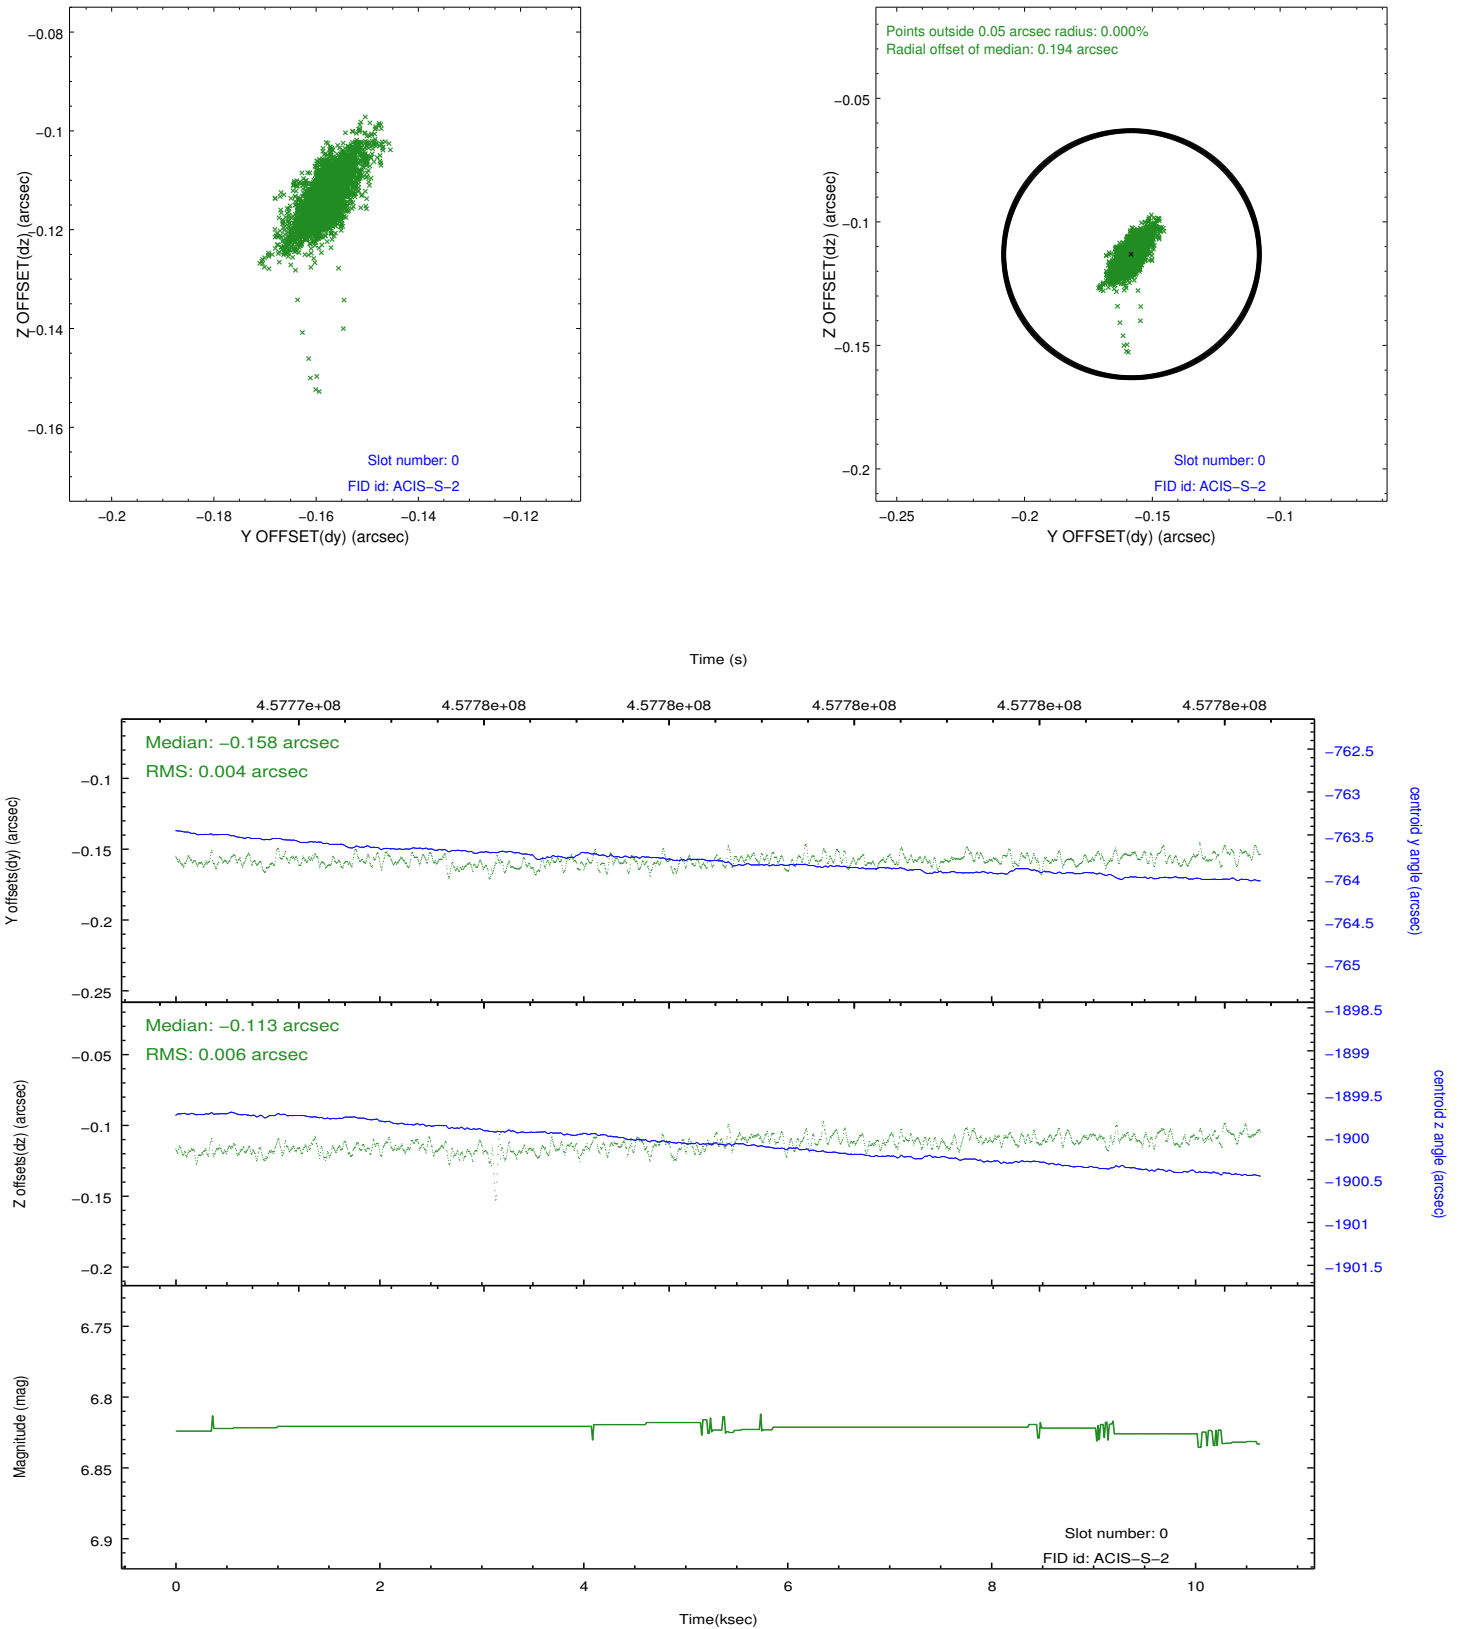 −0.08
−0.1
−0.12
−0.14
−0.16
Z OFFSET(dz) (arcsec)
Slot number: 0
FID id: ACIS−S−2
−0.2
−0.18
−0.16
−0.14
−0.12
Y OFFSET(dy) (arcsec)
Points outside 0.05 arcsec radius: 0.000%
Radial offset of median: 0.194 arcsec
−0.05
−0.1
−0.15
−0.2
Z OFFSET(dz) (arcsec)
Slot number: 0
FID id: ACIS−S−2
−0.25
−0.2
−0.15
−0.1
Y OFFSET(dy) (arcsec)
Time (s)
4.5777e+08
4.5778e+08
4.5778e+08
4.5778e+08
4.5778e+08
4.5778e+08
Median: −0.158 arcsec
RMS: 0.004 arcsec
−0.1
−0.15
−0.2
−0.25
Y offsets(dy) (arcsec)
−762.5
−763
−763.5
−764
−764.5
−765
centroid y angle (arcsec)
Median: −0.113 arcsec
RMS: 0.006 arcsec
−0.05
−0.1
−0.15
−0.2
Z offsets(dz) (arcsec)
−1898.5
−1899
−1899.5
−1900
−1900.5
−1901
−1901.5
centroid z angle (arcsec)
6.75
6.8
6.85
6.9
Magnitude (mag)
Slot number: 0
FID id: ACIS−S−2
0
2
4
6
8
10
Time(ksec)